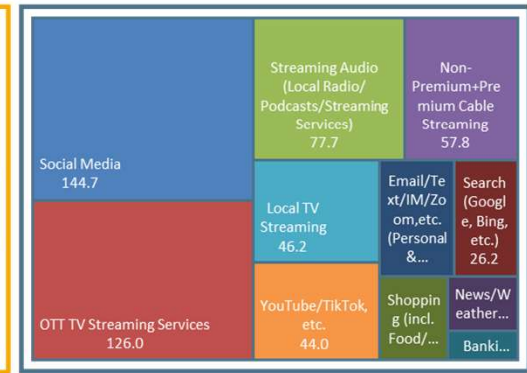 Social Media
144.7
OTT TV Streaming Services
126.0
Streaming Audio
(Local Radio/
Podcasts/Streaming
Services)
77.7
Non-
Premium+Pre
mium Cable
Streaming
57.8
Local TV
Streaming
46.2
YouTube/TikTok,
etc.
44.0
Email/Te
xt/IM/Zo
om,etc.
(Personal
&...
Search
(Googl
e, Bing,
etc.)
26.2
Shoppin
g (incl.
Food/...
News/W
eather...
Banki...